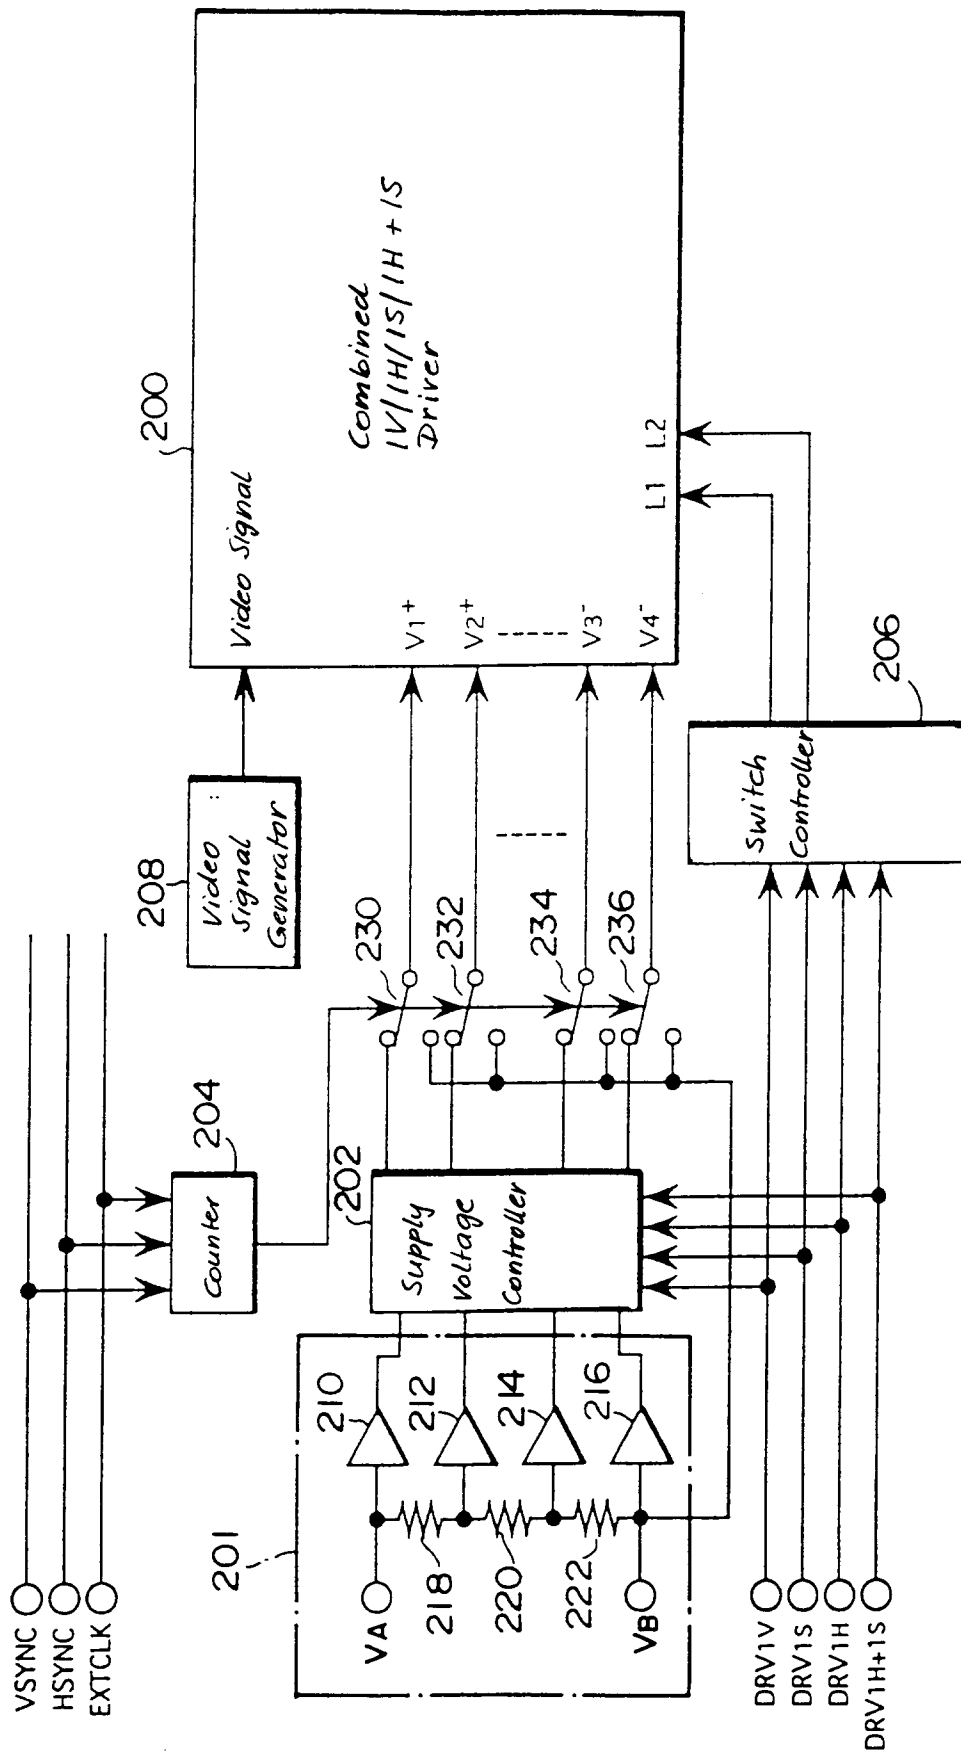 VSYNC
HSYNC
EXTCLK
204
Counter
208
Video
Signal
Generator
200
Video Signal
Combined
1V/1H/1S/1H+1S
Driver
V1+
V2+
V3-
V4-
L1
L2
201
VA
VB
210
212
214
216
218
220
222
202
Supply
Voltage
Controller
230
232
234
236
206
Switch
Controller
DRV1V
DRV1S
DRV1H
DRV1H+1S